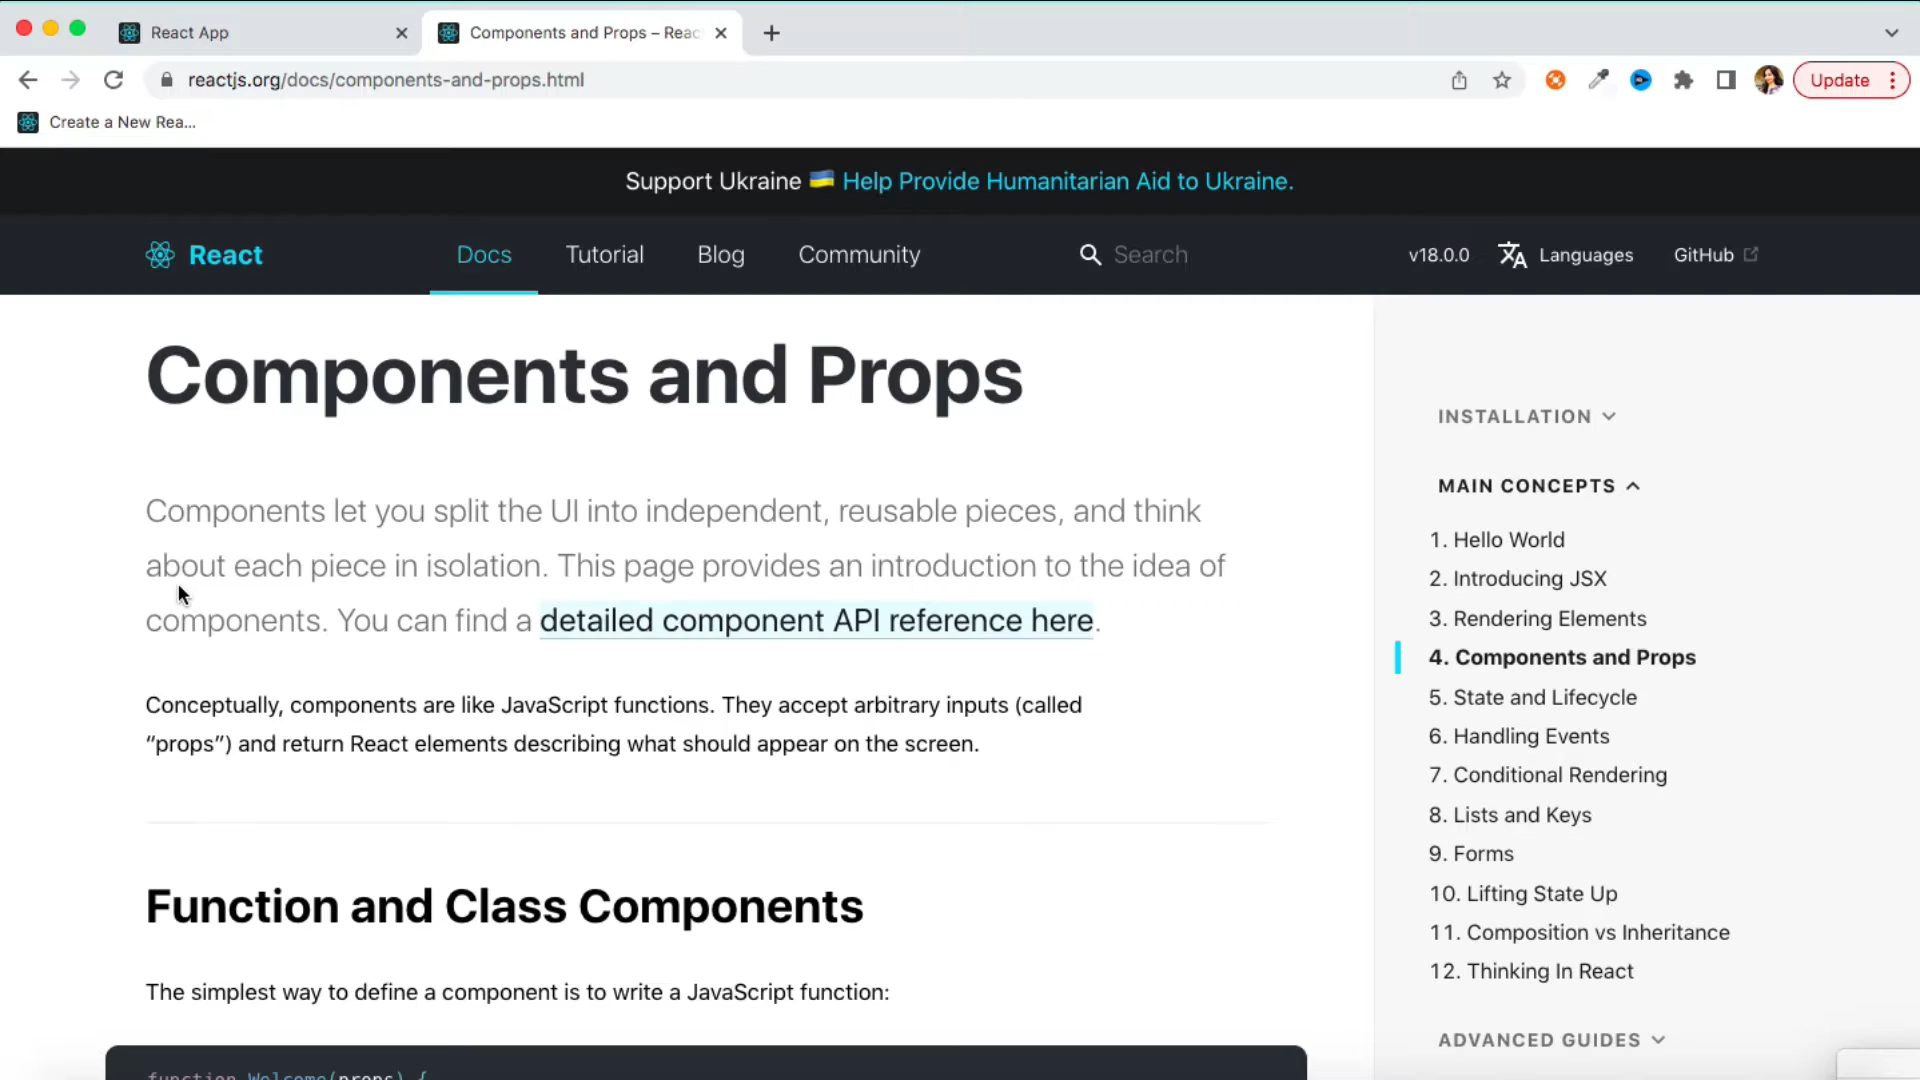 React App
Components and Props – Reac
reactjs.org/docs/components-and-props.html
Update
Create a New Rea...
Support Ukraine 🇺🇦 Help Provide Humanitarian Aid to Ukraine.
React
Docs
Tutorial
Blog
Community
Search
v18.0.0
Languages
GitHub
Components and Props
Components let you split the UI into independent, reusable pieces, and think
about each piece in isolation. This page provides an introduction to the idea of
components. You can find a detailed component API reference here.
Conceptually, components are like JavaScript functions. They accept arbitrary inputs (called
“props”) and return React elements describing what should appear on the screen.
Function and Class Components
The simplest way to define a component is to write a JavaScript function:
function Welcome(props) {
INSTALLATION
MAIN CONCEPTS
1. Hello World
2. Introducing JSX
3. Rendering Elements
4. Components and Props
5. State and Lifecycle
6. Handling Events
7. Conditional Rendering
8. Lists and Keys
9. Forms
10. Lifting State Up
11. Composition vs Inheritance
12. Thinking In React
ADVANCED GUIDES